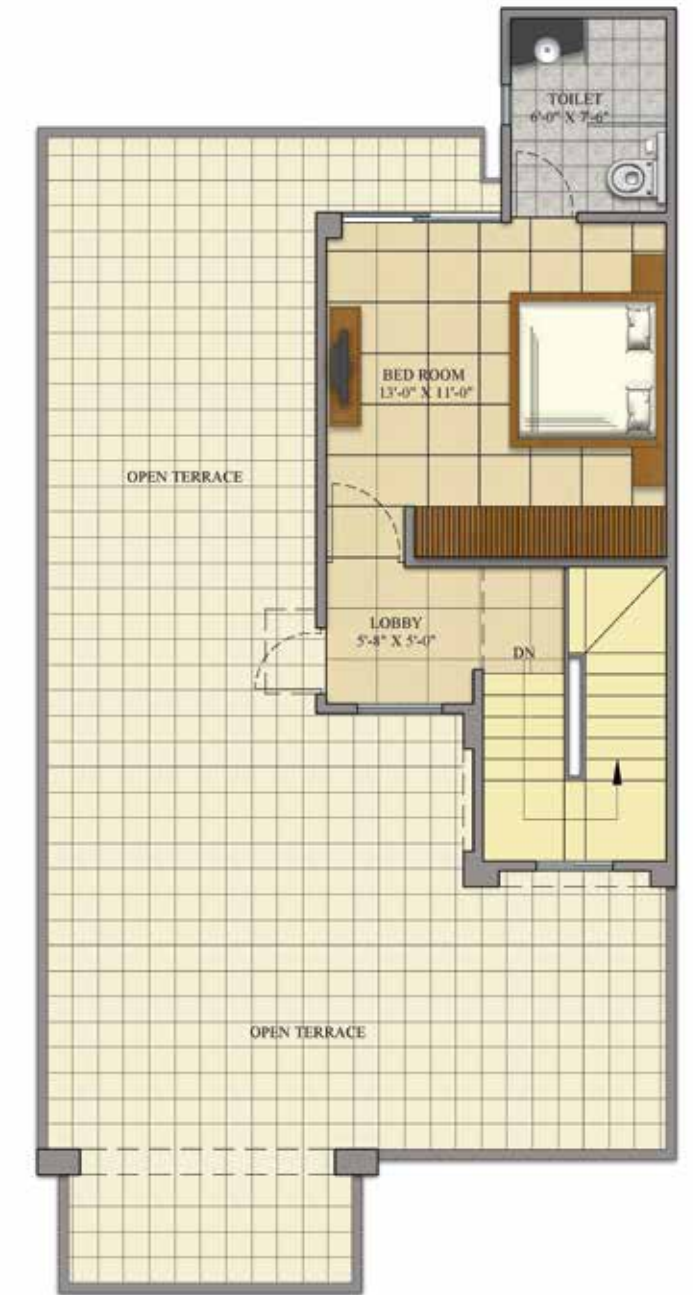 TOILET
6'-0" X 7'-6"
BED ROOM
13'-0" X 11'-0"
OPEN TERRACE
LOBBY
5'-8" X 5'-0"
DN
OPEN TERRACE